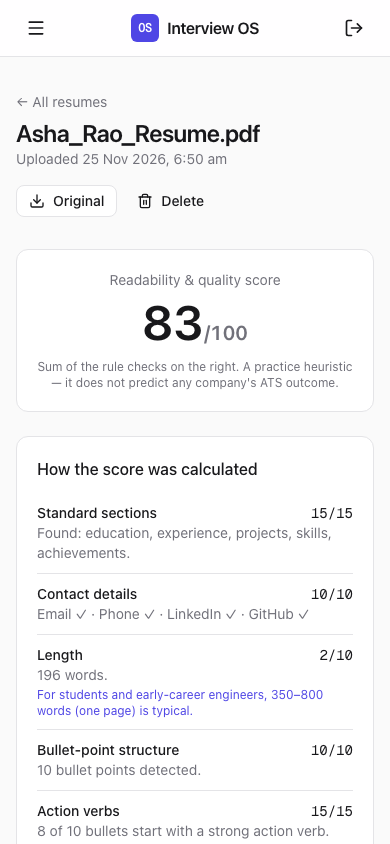 OS Interview OS
← All resumes
Asha_Rao_Resume.pdf
Uploaded 25 Nov 2026, 6:50 am
Original Delete
Readability & quality score
83/100
Sum of the rule checks on the right. A practice heuristic
— it does not predict any company's ATS outcome.
How the score was calculated
Standard sections 15/15
Found: education, experience, projects, skills,
achievements.
Contact details 10/10
Email ✓ · Phone ✓ · LinkedIn ✓ · GitHub ✓
Length 2/10
196 words.
For students and early-career engineers, 350–800
words (one page) is typical.
Bullet-point structure 10/10
10 bullet points detected.
Action verbs 15/15
8 of 10 bullets start with a strong action verb.